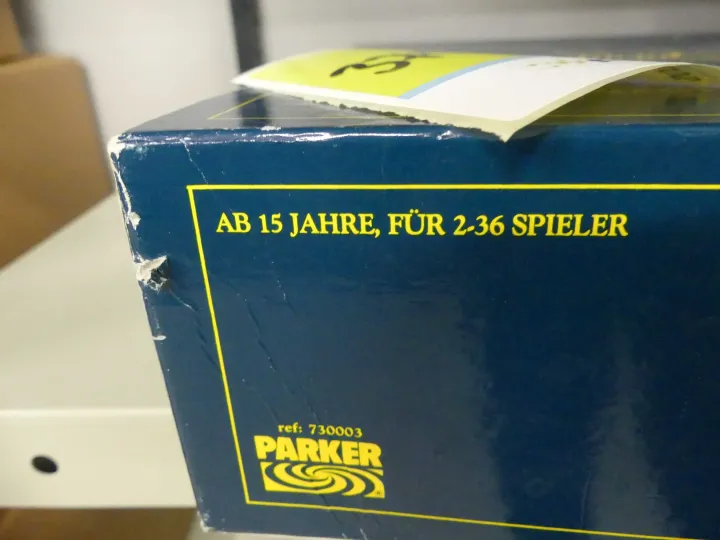 AB 15 JAHRE, FÜR 2-36 SPIELER
ref: 730003
PARKER